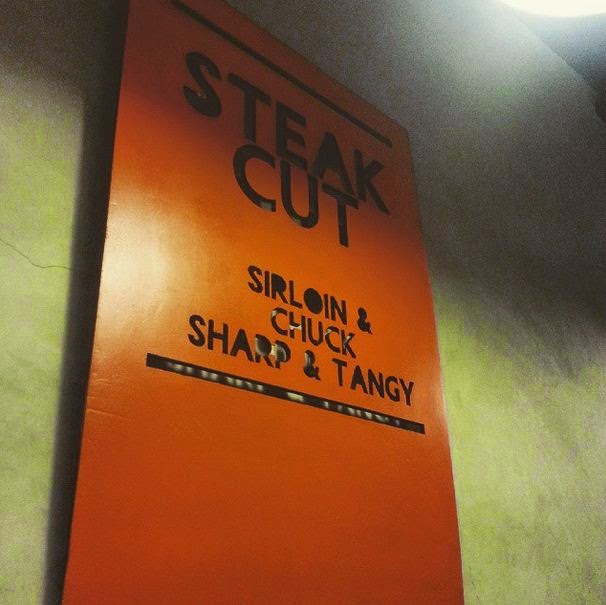 STEAK
CUT
SIRLOIN &
CHUCK
SHARP & TANGY